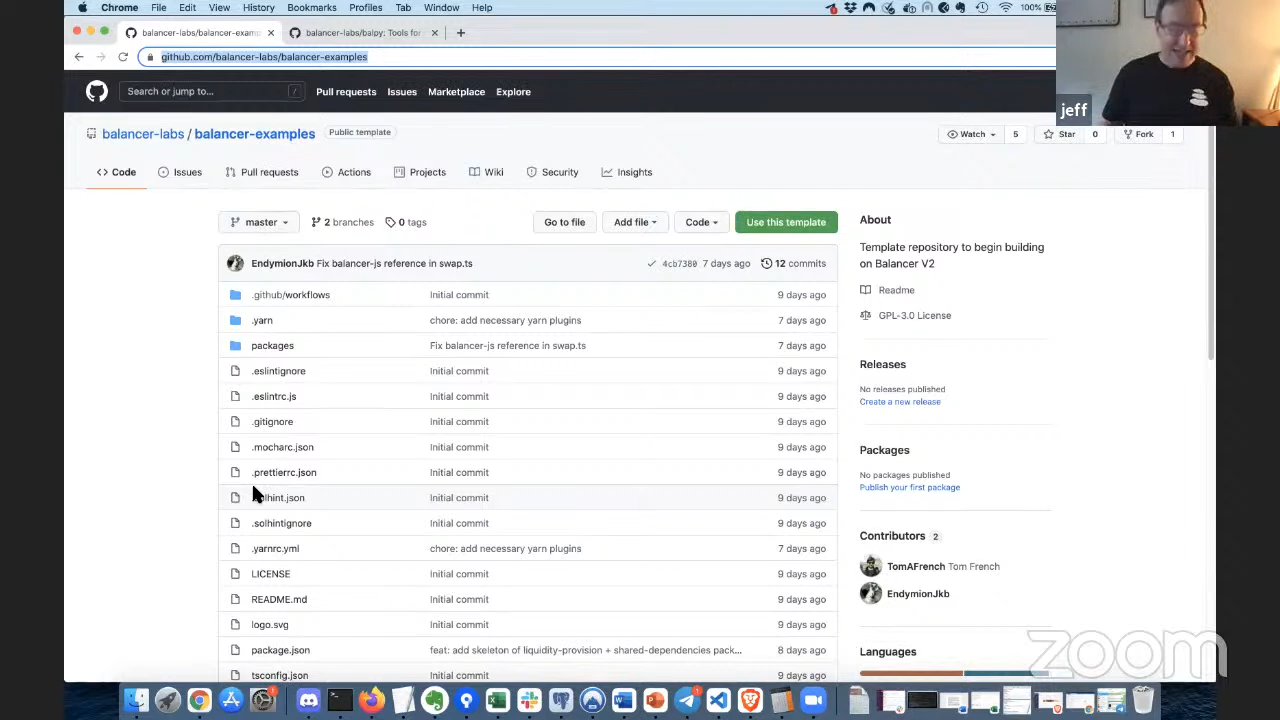 Chrome File Edit View History Bookmarks Profiles Tab Window Help 100%
balancer-labs/balancer-exam
balancer-labs/balpy: Tools for
github.com/balancer-labs/balancer-examples
Search or jump to... / Pull requests Issues Marketplace Explore
jeff
balancer-labs / balancer-examples Public template Watch 5 Star 0 Fork 1
Code Issues Pull requests Actions Projects Wiki Security Insights
master 2 branches 0 tags Go to file Add file Code Use this template
EndymionJkb Fix balancer-js reference in swap.ts 4cb7380 7 days ago 12 commits
.github/workflows Initial commit 9 days ago
.yarn chore: add necessary yarn plugins 7 days ago
packages Fix balancer-js reference in swap.ts 7 days ago
.eslintignore Initial commit 9 days ago
.eslintrc.js Initial commit 9 days ago
.gitignore Initial commit 9 days ago
.mocharc.json Initial commit 9 days ago
.prettierrc.json Initial commit 9 days ago
lhint.json Initial commit 9 days ago
.solhintignore Initial commit 9 days ago
.yarnrc.yml chore: add necessary yarn plugins 7 days ago
LICENSE Initial commit 9 days ago
README.md Initial commit 9 days ago
logo.svg Initial commit 9 days ago
package.json feat: add skeleton of liquidity-provision + shared-dependencies pack... 8 days ago
tsconfig.json Initial commit 9 days ago
About
Template repository to begin building
on Balancer V2
Readme
GPL-3.0 License
Releases
No releases published
Create a new release
Packages
No packages published
Publish your first package
Contributors 2
TomAFrench Tom French
EndymionJkb
Languages
zoom